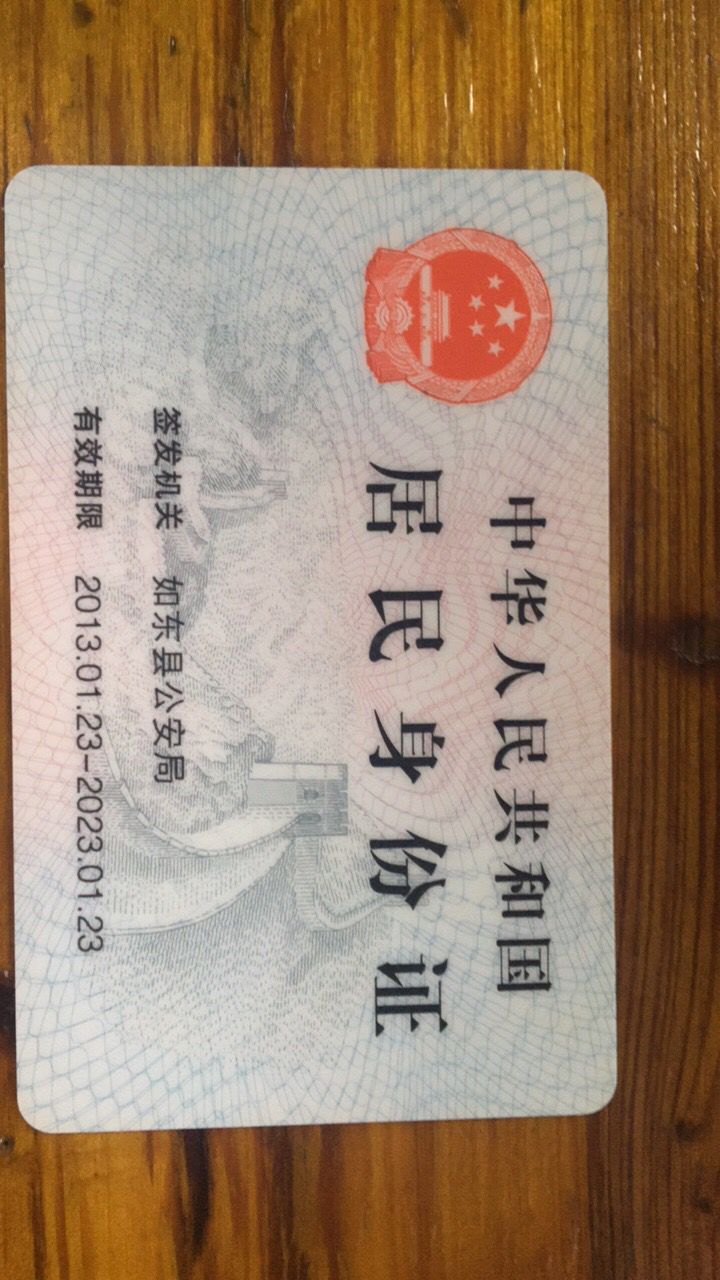 中华人民共和国
居民身份证
签发机关 如东县公安局
有效期限 2013.01.23-2023.01.23